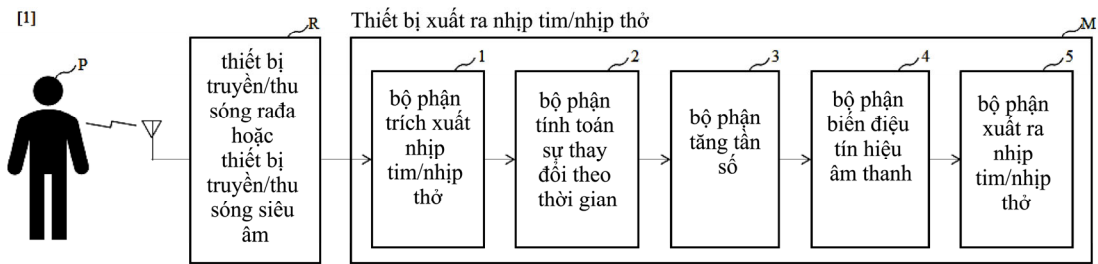 [1]
P
R
thiết bị
truyền/thu
sóng rađa
hoặc
thiết bị
truyền/thu
sóng siêu
âm
Thiết bị xuất ra nhịp tim/nhịp thở
M
1
bộ phận
trích xuất
nhịp
tim/nhịp
thở
2
bộ phận
tính toán
sự thay
đổi theo
thời gian
3
bộ phận
tăng tần
số
4
bộ phận
biến điệu
tín hiệu
âm thanh
5
bộ phận
xuất ra
nhịp
tim/nhịp
thở